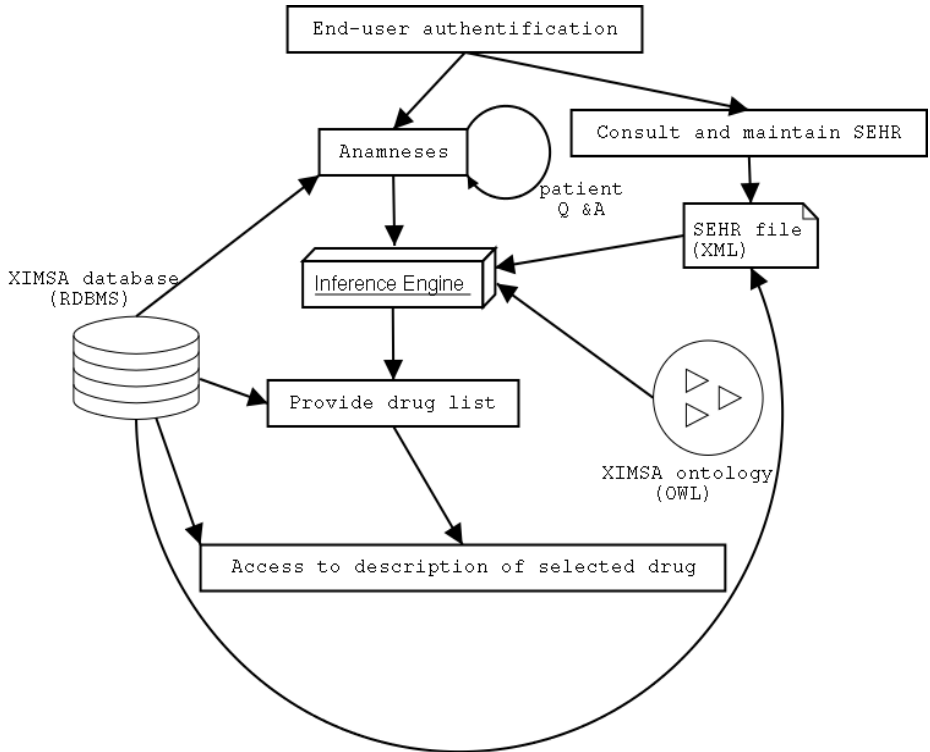 End-user authentification
Consult and maintain SEHR
Anamneses
patient
Q &A
SEHR file
(XML)
XIMSA database
(RDBMS)
Inference Engine
Provide drug list
XIMSA ontology
(OWL)
Access to description of selected drug